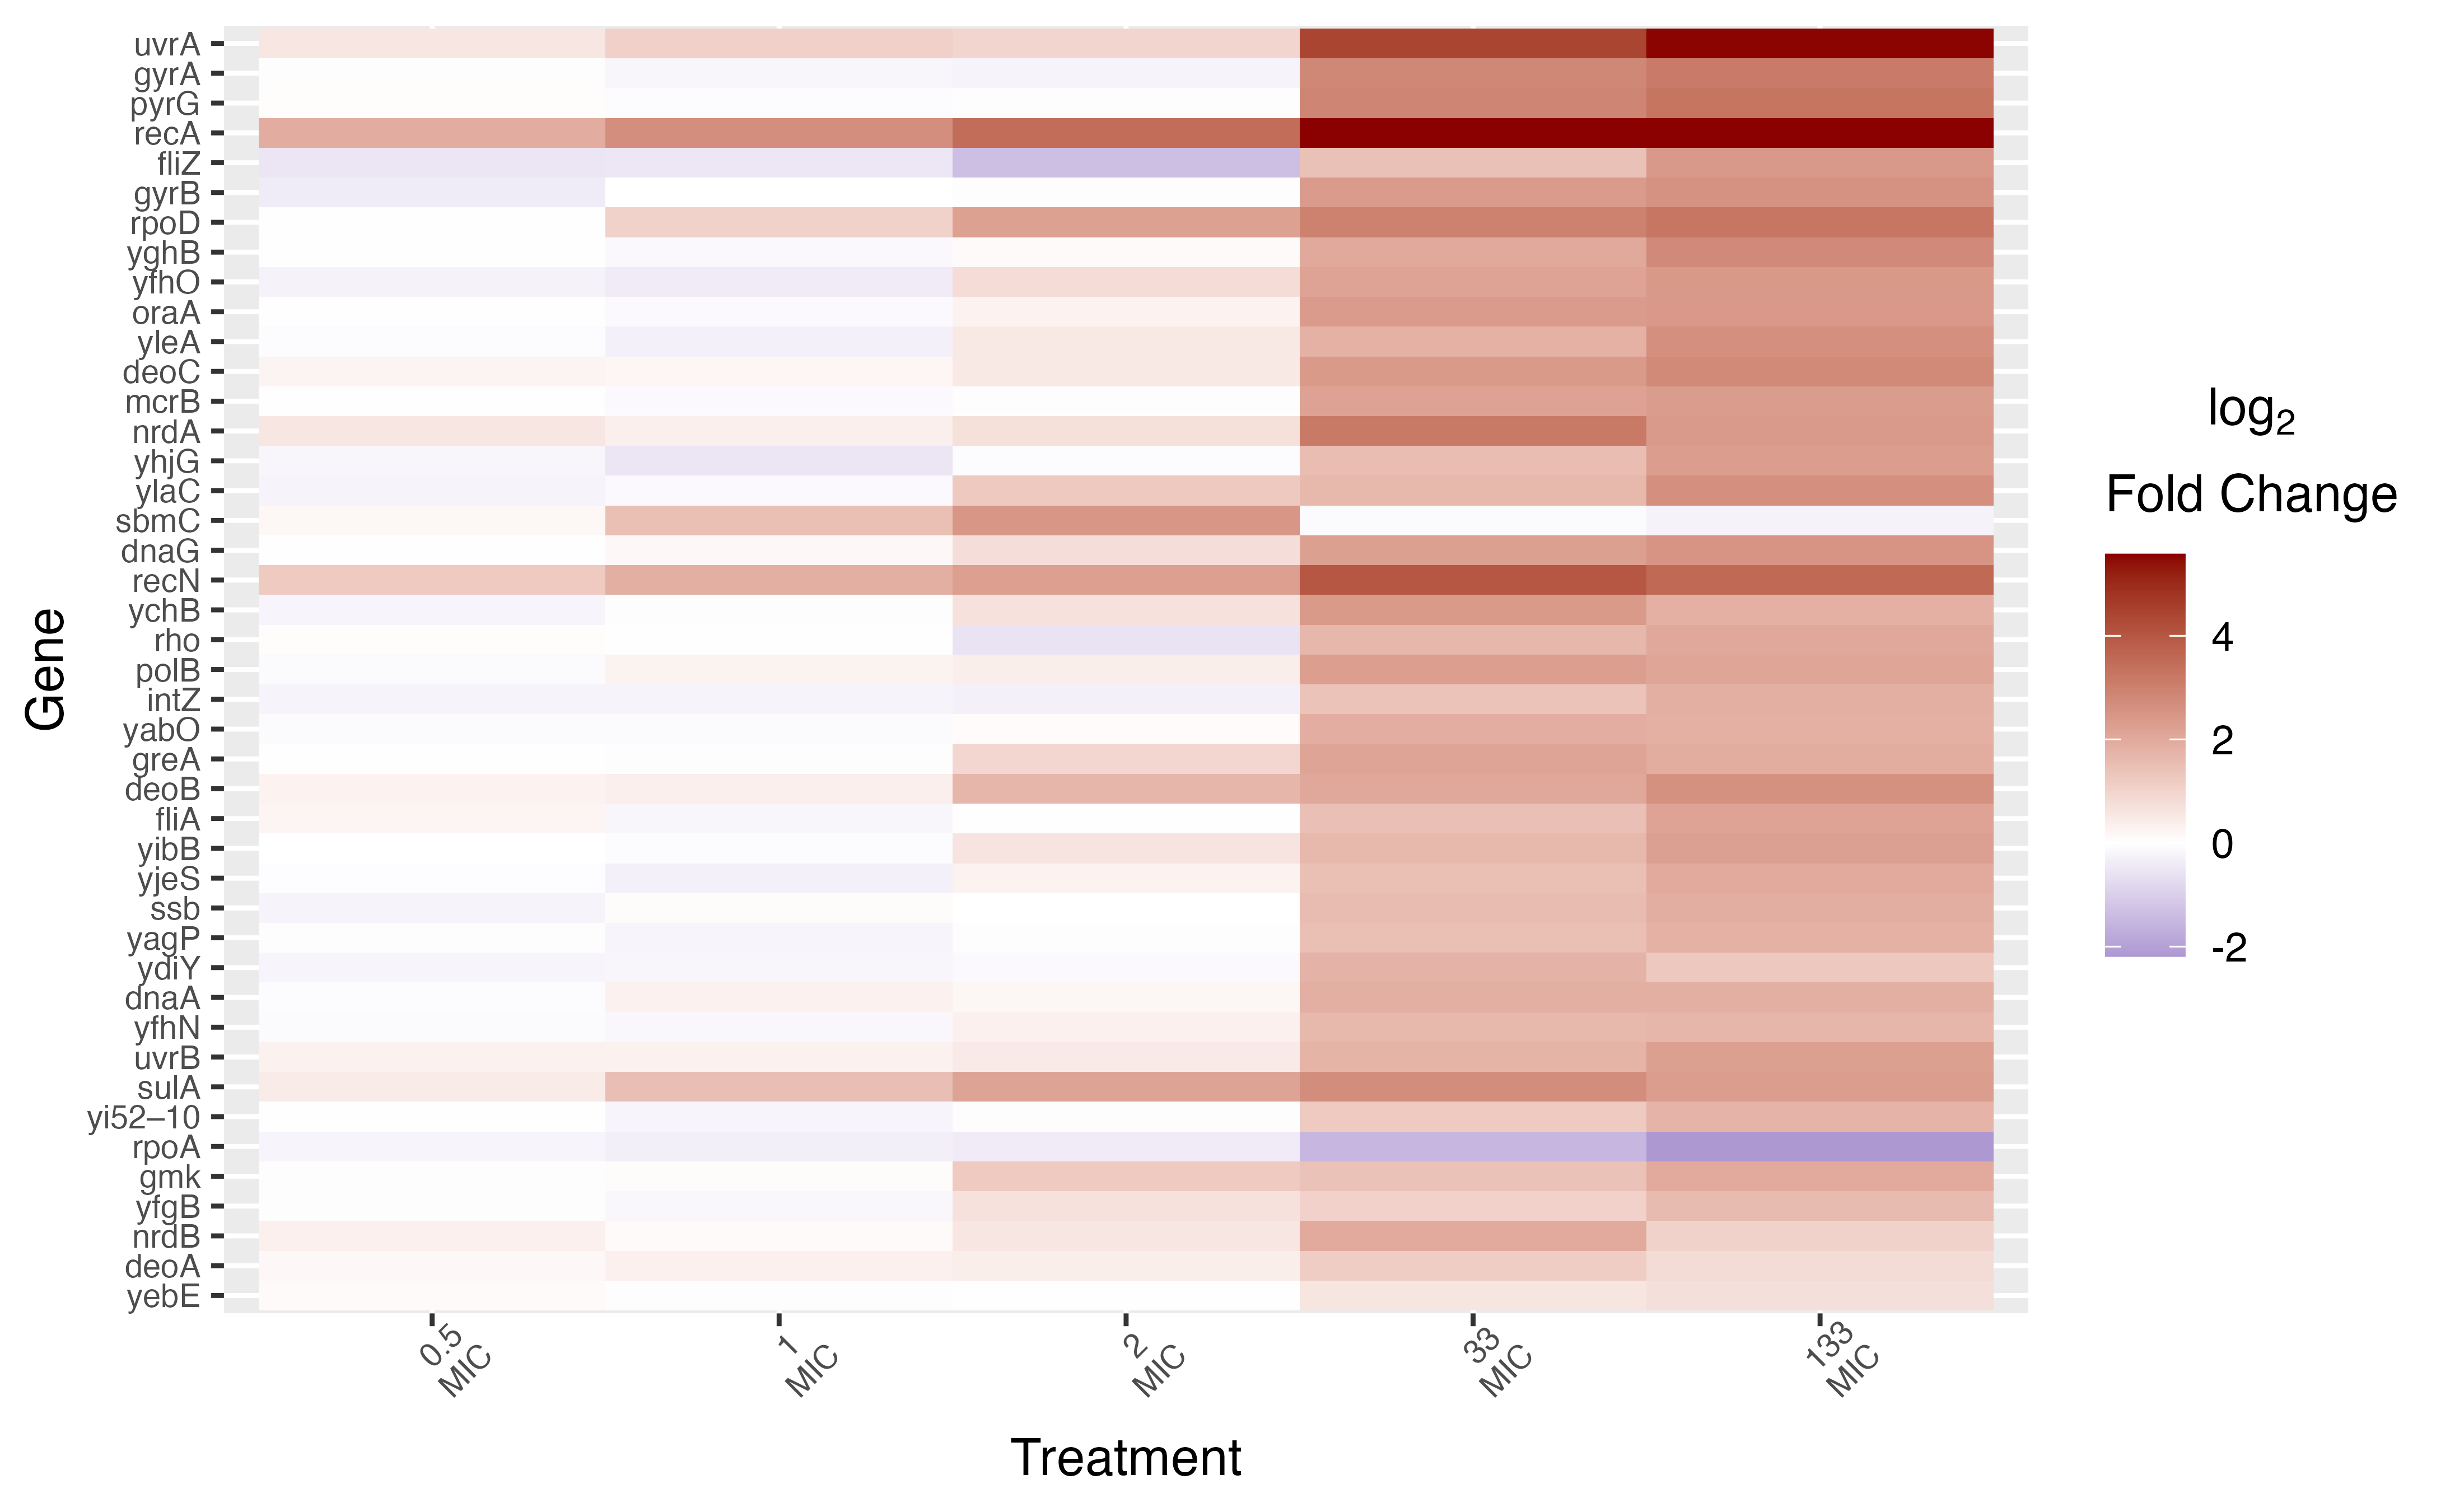 uvrA
gyrA
pyrG
recA
fliZ
gyrB
rpoD
yghB
yfhO
oraA
yleA
deoC
mcrB
nrdA
yhjG
ylaC
sbmC
dnaG
recN
ychB
rho
polB
intZ
yabO
greA
deoB
fliA
yibB
yjeS
ssb
yagP
ydiY
dnaA
yfhN
uvrB
sulA
yi52−10
rpoA
gmk
yfgB
nrdB
deoA
yebE
Gene
0.5
MIC
1
MIC
2
MIC
33
MIC
133
MIC
Treatment
log2
Fold Change
4
2
0
-2